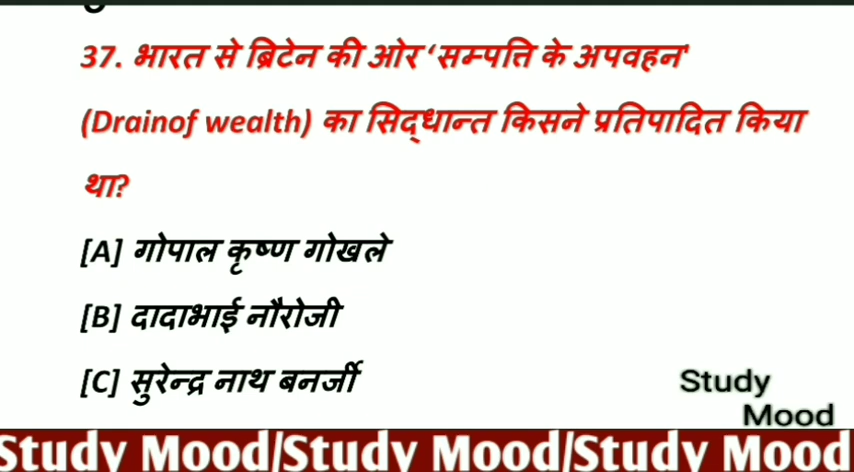 37. भारत से ब्रिटेन की ओर ‘सम्पत्ति के अपवहन'
(Drainof wealth) का सिद्धान्त किसने प्रतिपादित किया
था?
[A] गोपाल कृष्ण गोखले
[B] दादाभाई नौरोजी
[C] सुरेन्द्र नाथ बनर्जी
Study
Mood
Study Mood/Study Mood/Study Mood